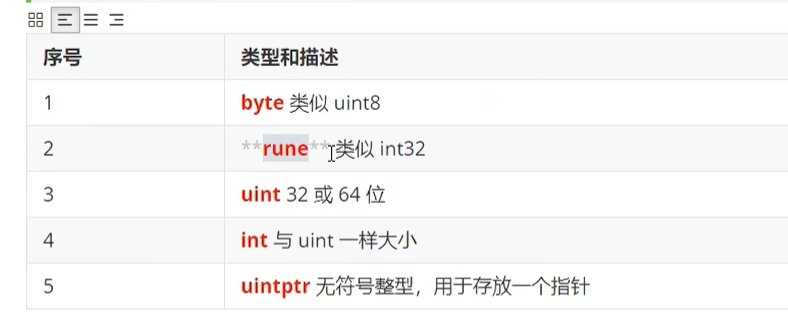 序号 类型和描述
1 byte 类似 uint8
2 **rune** 类似 int32
3 uint 32 或 64 位
4 int 与 uint 一样大小
5 uintptr 无符号整型，用于存放一个指针